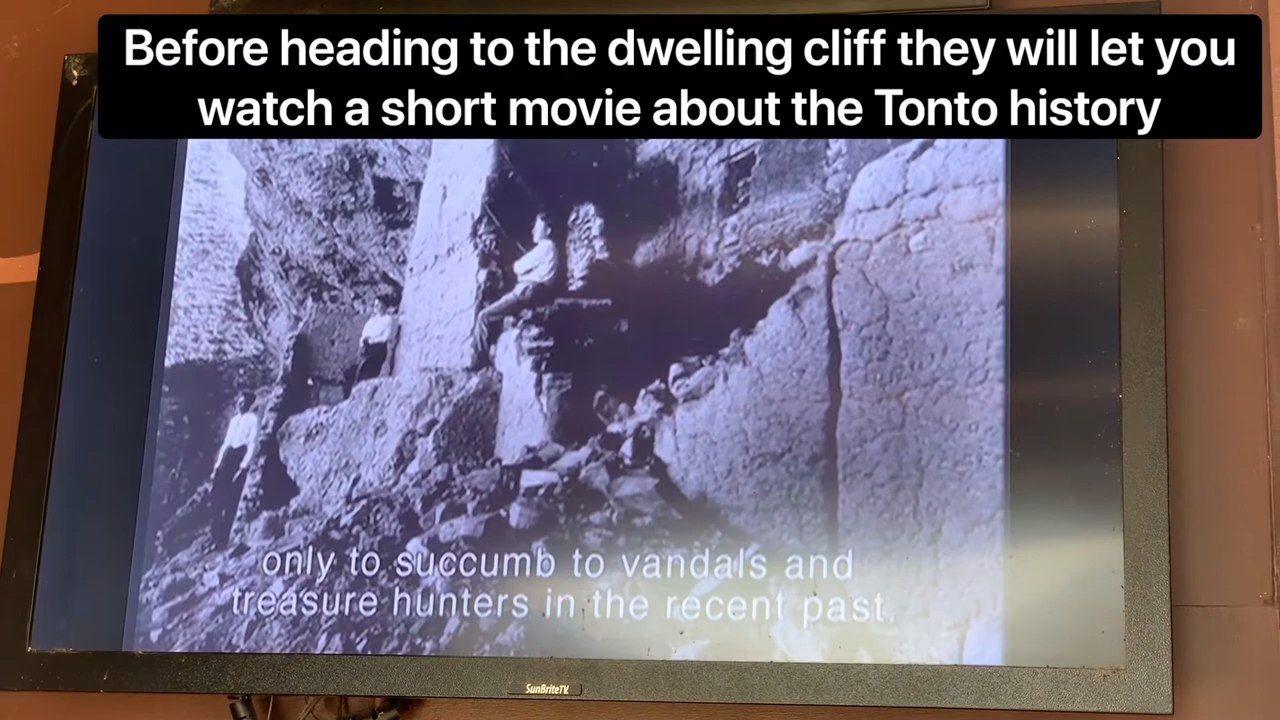 Before heading to the dwelling cliff they will let you
watch a short movie about the Tonto history
only to succumb to vandals and
treasure hunters in the recent past.
SunBriteTV.